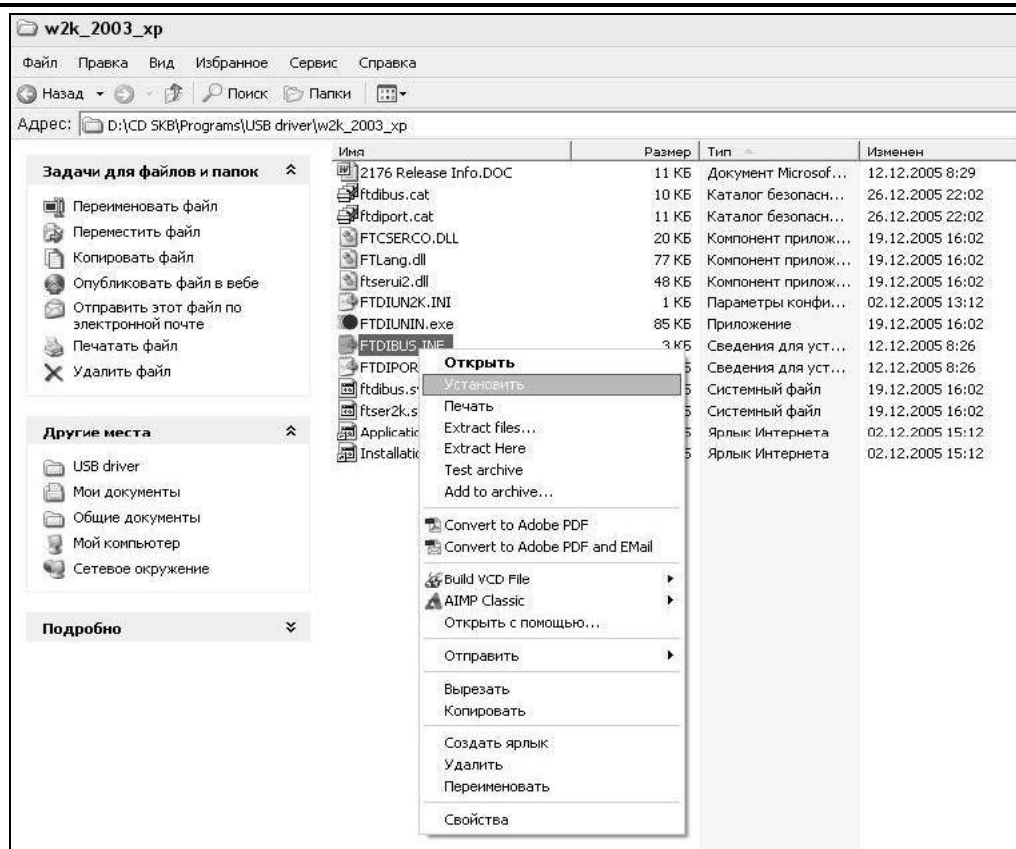 w2k_2003_xp
Файл Правка Вид Избранное Сервис Справка
Назад Поиск Папки
Адрес: D:\CD SKB\Programs\USB driver\w2k_2003_xp
Задачи для файлов и папок
Переименовать файл
Переместить файл
Копировать файл
Опубликовать файл в вебе
Отправить этот файл по
электронной почте
Печатать файл
Удалить файл
Другие места
USB driver
Мои документы
Общие документы
Мой компьютер
Сетевое окружение
Подробно
Имя Размер Тип Изменен
2176 Release Info.DOC 11 КБ Документ Microsof... 12.12.2005 8:29
ftdibus.cat 10 КБ Каталог безопасн... 26.12.2005 22:02
ftdiport.cat 11 КБ Каталог безопасн... 26.12.2005 22:02
FTCSERCO.DLL 20 КБ Компонент прилож... 19.12.2005 16:02
FTLang.dll 77 КБ Компонент прилож... 19.12.2005 16:02
ftserui2.dll 48 КБ Компонент прилож... 19.12.2005 16:02
FTDIUN2K.INI 1 КБ Параметры конфи... 02.12.2005 13:12
FTDIUNIN.exe 85 КБ Приложение 19.12.2005 16:02
FTDIBUS.INF 3 КБ Сведения для уст... 12.12.2005 8:26
FTDIPOR Б Сведения для уст... 12.12.2005 8:26
ftdibus.s Б Системный файл 19.12.2005 16:02
ftser2k.s Б Системный файл 19.12.2005 16:02
Applicatio Б Ярлык Интернета 02.12.2005 15:12
Installatio Б Ярлык Интернета 02.12.2005 15:12
Открыть
Установить
Печать
Extract files...
Extract Here
Test archive
Add to archive...
Convert to Adobe PDF
Convert to Adobe PDF and EMail
Build VCD File
AIMP Classic
Открыть с помощью...
Отправить
Вырезать
Копировать
Создать ярлык
Удалить
Переименовать
Свойства